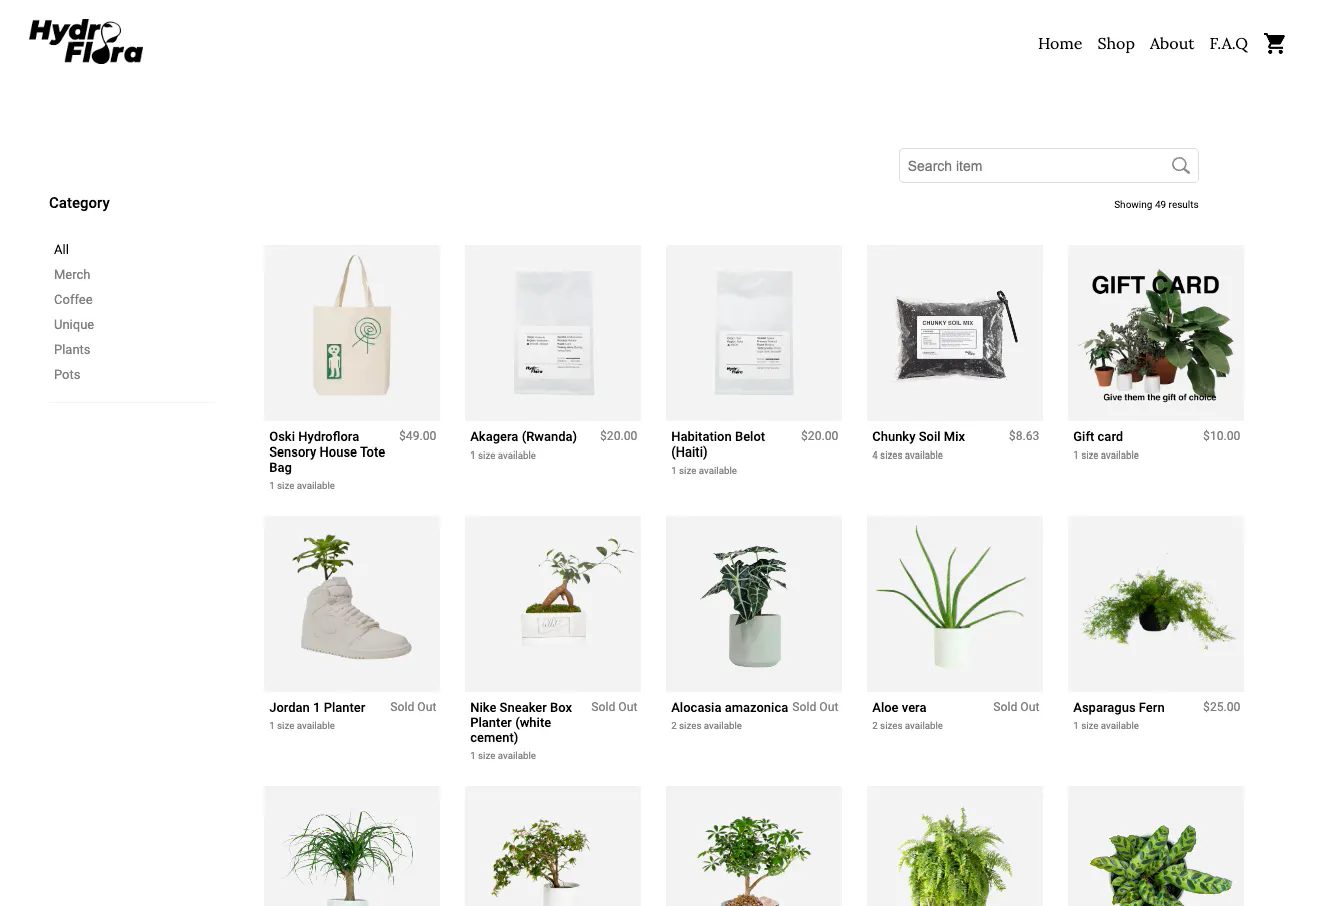 Hydro
Flora
Home Shop About F.A.Q
Search item
Showing 49 results
Category
All
Merch
Coffee
Unique
Plants
Pots
CHUNKY SOIL MIX
GIFT CARD
Give them the gift of choice
Oski Hydroflora
Sensory House Tote
Bag
$49.00
1 size available
Akagera (Rwanda)
$20.00
1 size available
Habitation Belot
(Haiti)
$20.00
1 size available
Chunky Soil Mix
$8.63
4 sizes available
Gift card
$10.00
1 size available
Jordan 1 Planter
Sold Out
1 size available
Nike Sneaker Box
Planter (white
cement)
Sold Out
1 size available
Alocasia amazonica
Sold Out
2 sizes available
Aloe vera
Sold Out
2 sizes available
Asparagus Fern
$25.00
1 size available